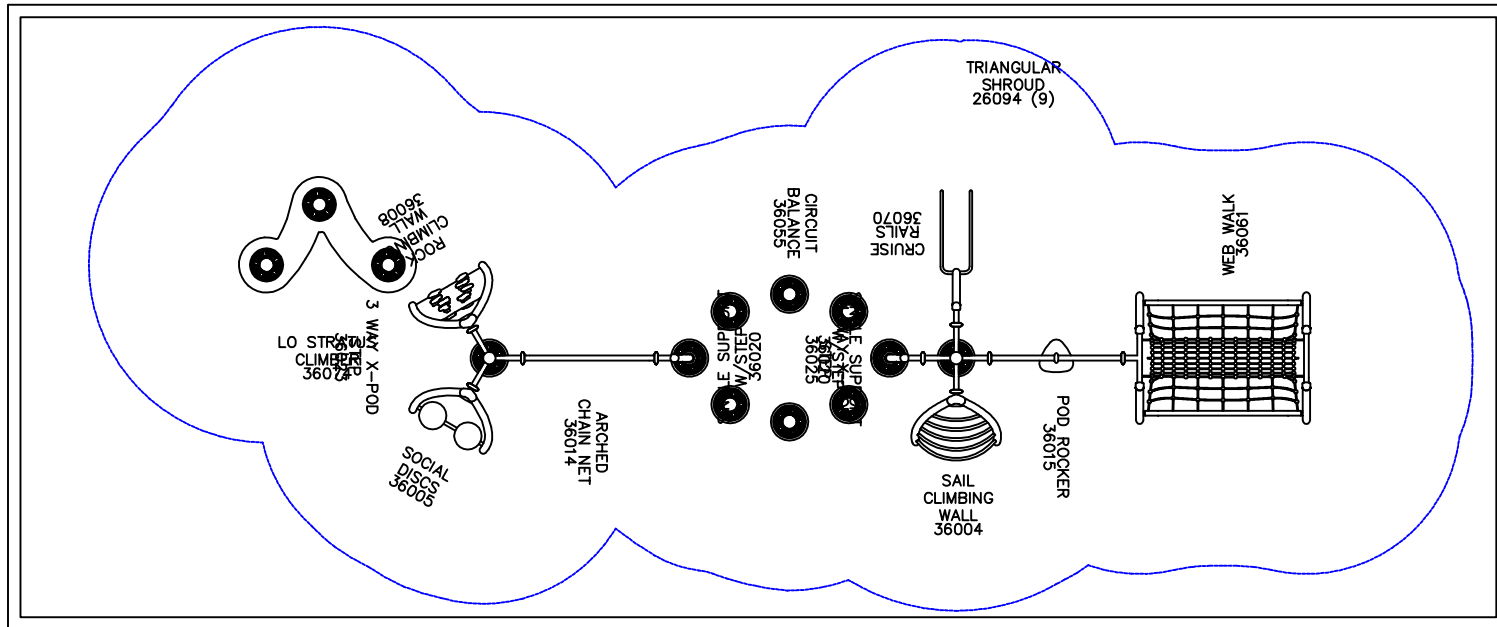 TRIANGULAR
SHROUD
26094 (9)
ROCK
CLIMBING
WALL
36008
CIRCUIT
BALANCE
36055
CRUISE
RAILS
36070
WEB WALK
36061
3 WAY X-POD
LO STRATUS
CLIMBER
SOCIAL
DISCS
36005
ARCHED
CHAIN NET
36014
W/STEP
36020
36025
SAIL
CLIMBING
WALL
36004
POD ROCKER
36015